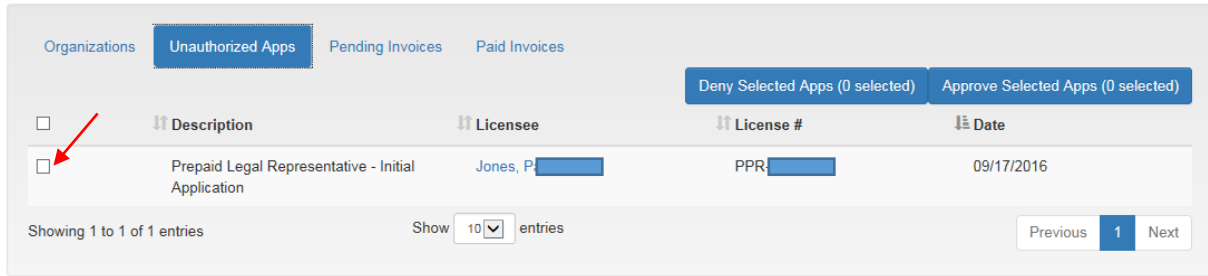 Organizations Unauthorized Apps Pending Invoices Paid Invoices
Deny Selected Apps (0 selected) Approve Selected Apps (0 selected)
Description Licensee License # Date
Prepaid Legal Representative - Initial Jones, P PPR- 09/17/2016
Application
Showing 1 to 1 of 1 entries Show 10 entries Previous 1 Next